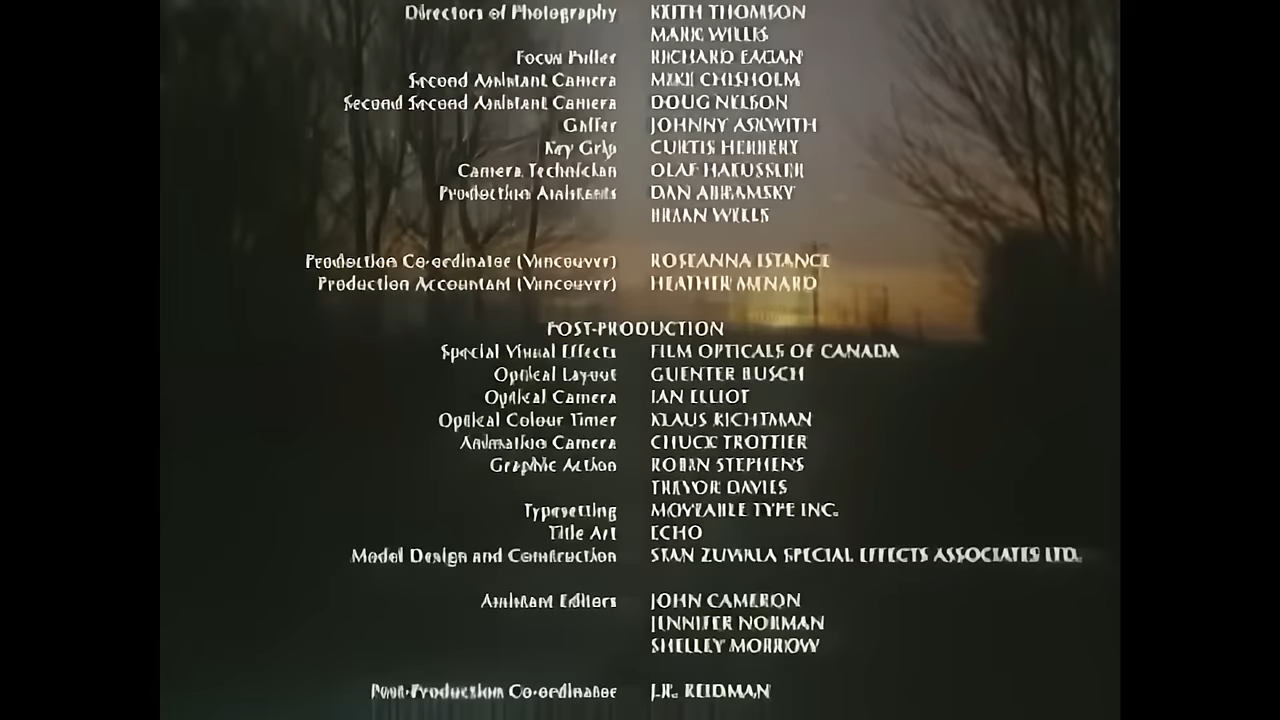 Directors of Photography KEITH THOMSON
MARK WILLIS
Focus Puller RICHARD EAGAN
Second Assistant Camera MIKE CHISHOLM
Second Second Assistant Camera DOUG NELSON
Gaffer JOHNNY ASKWITH
Key Grip CURTIS HERBERT
Camera Technician OLAF HAEUSSLER
Production Assistants DAN ABRAMSKY
BRIAN WELLS
Production Co-ordinator (Vancouver) ROSEANNA ISTANCE
Production Accountant (Vancouver) HEATHER MENARD
POST-PRODUCTION
Special Visual Effects FILM OPTICALS OF CANADA
Optical Layout GUENTER BUSCH
Optical Camera IAN ELLIOT
Optical Colour Timer KLAUS RICHTMAN
Animation Camera CHUCK TROTTIER
Graphic Action ROBIN STEPHENS
TREVOR DAVIES
Typesetting MOVEABLE TYPE INC.
Title Art ECHO
Model Design and Construction STAN SPECIAL EFFECTS ASSOCIATES LTD.
Assistant Editors JOHN CAMERON
JENNIFER NORMAN
SHELLEY MORROW
Post-Production Co-ordinator J.R. REIDMAN